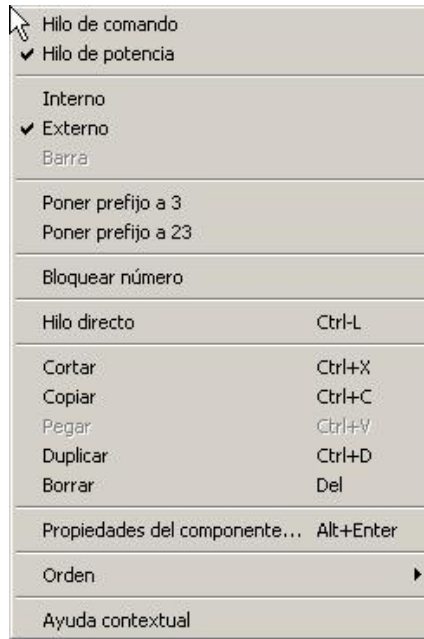 Hilo de comando
Hilo de potencia
Interno
Externo
Barra
Poner prefijo a 3
Poner prefijo a 23
Bloquear número
Hilo directo Ctrl-L
Cortar Ctrl+X
Copiar Ctrl+C
Pegar Ctrl+V
Duplicar Ctrl+D
Borrar Del
Propiedades del componente... Alt+Enter
Orden
Ayuda contextual